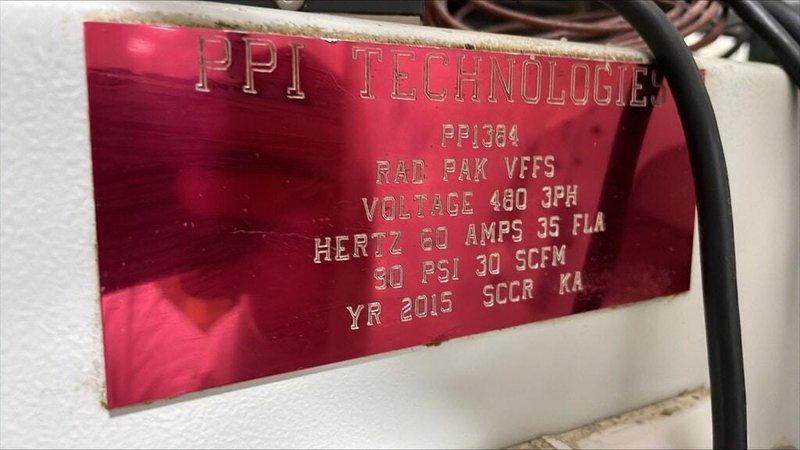 PPI TECHNOLOGIES
PP1384
RAD PAK VFFS
VOLTAGE 480 3PH
HERTZ 60 AMPS 35 FLA
90 PSI 30 SCFM
YR 2015 SCCR KA